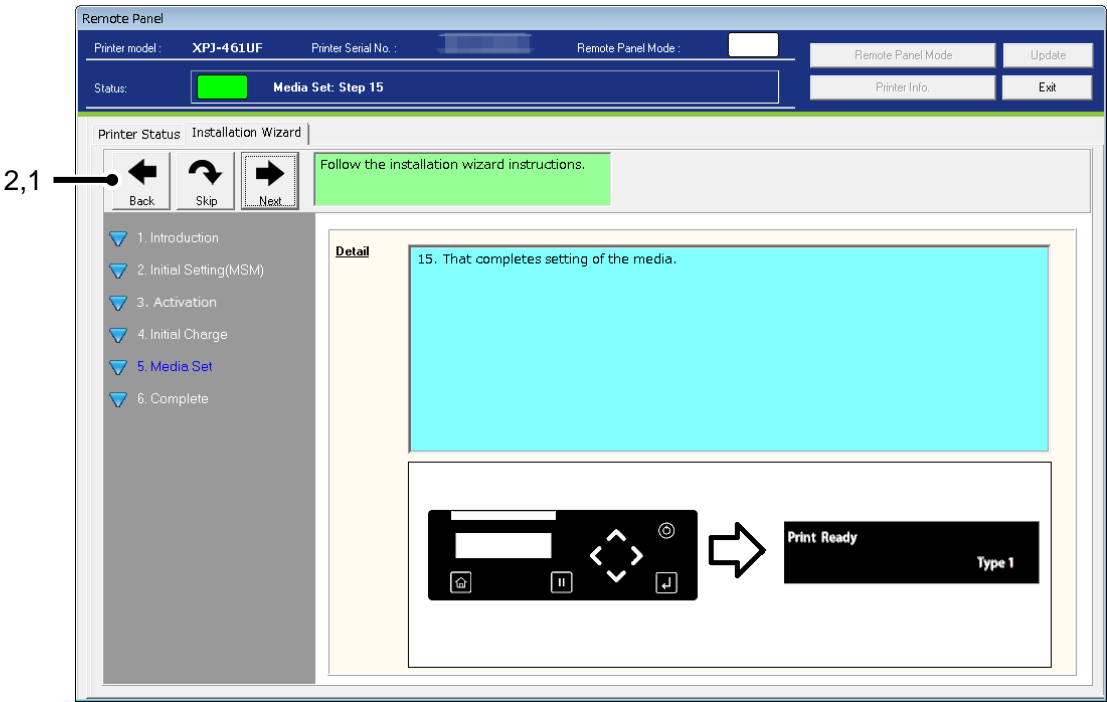 Remote Panel
Printer model : XPJ-461UF Printer Serial No. : Remote Panel Mode : Remote Panel Mode Update
Status: Media Set: Step 15 Printer Info. Exit
Printer Status Installation Wizard
2,1
Back Skip Next
Follow the installation wizard instructions.
1. Introduction
2. Initial Setting(MSM)
3. Activation
4. Initial Charge
5. Media Set
6. Complete
Detail
15. That completes setting of the media.
Print Ready
Type 1